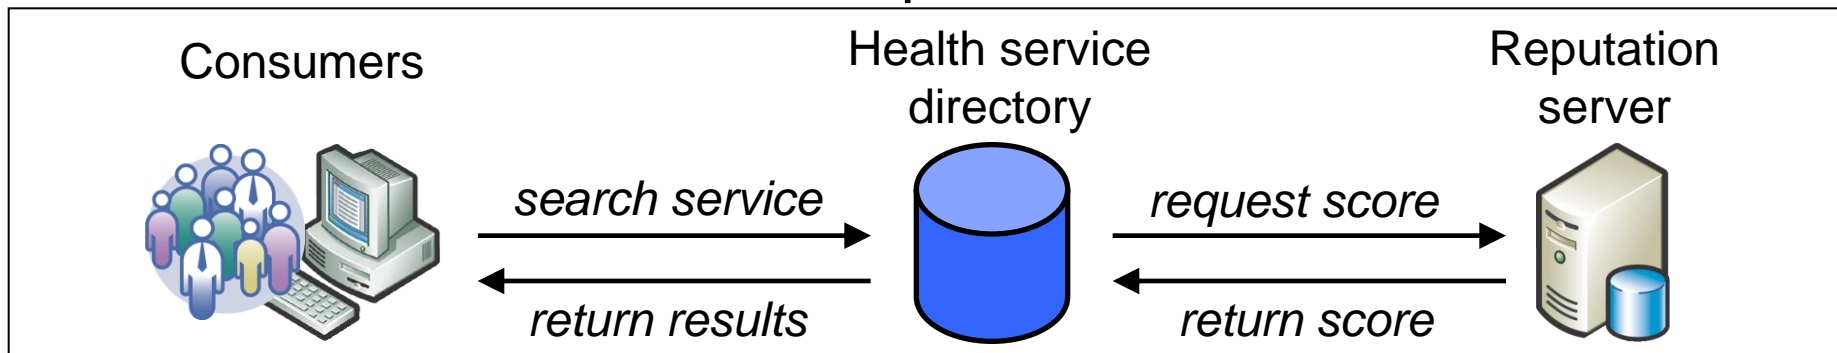 Consumers
Health service
directory
Reputation
server
search service
return results
request score
return score